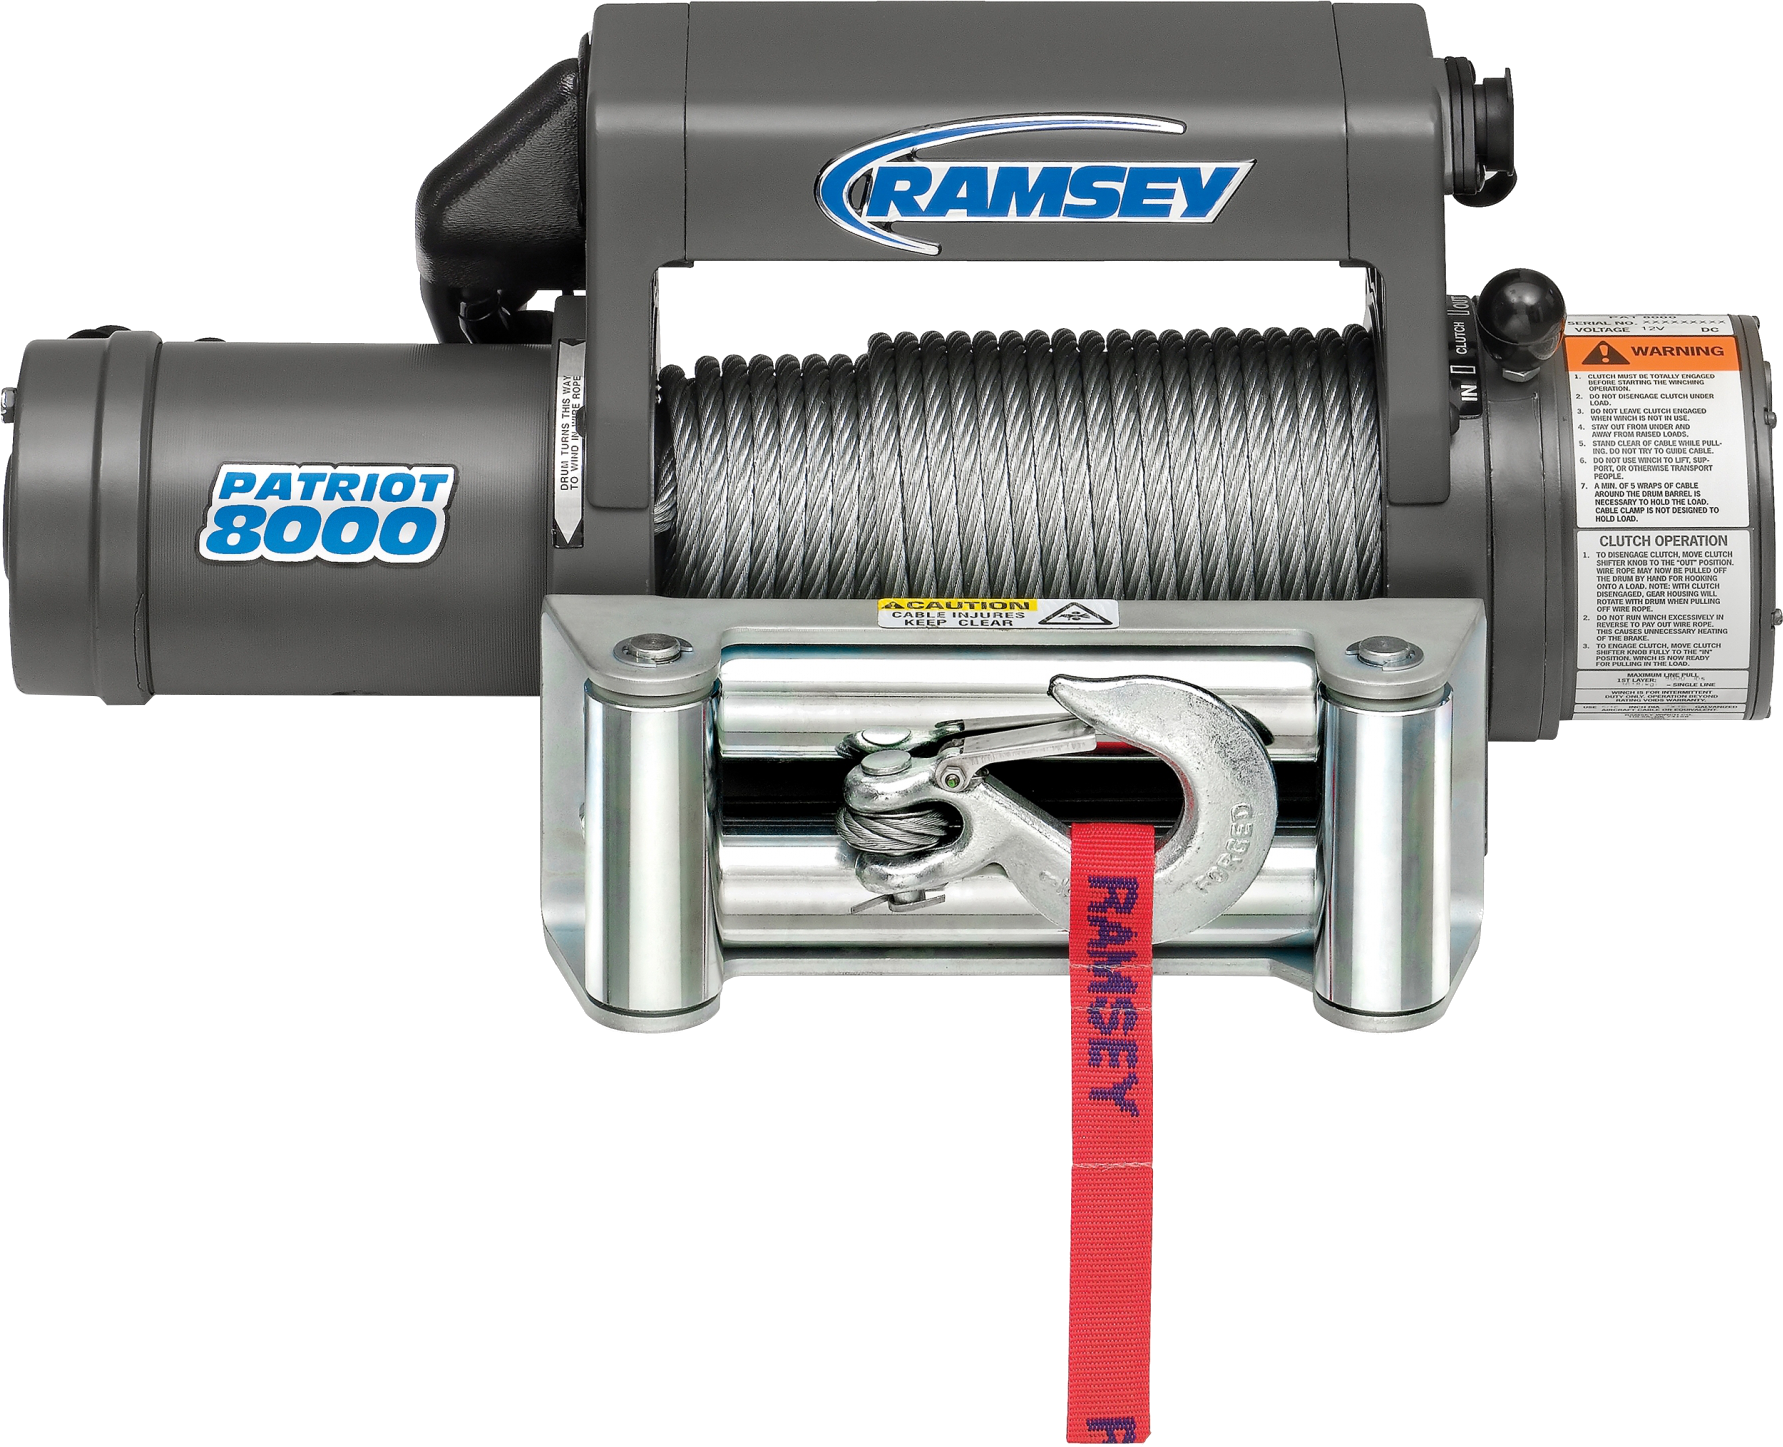 RAMSEY
PATRIOT
8000
DRUM TURNS THIS WAY
TO WIND IN WIRE ROPE
IN CLUTCH OUT
PAT 8000
SERIAL NO. XXXXXXXXX
VOLTAGE 12V DC
WARNING
1. CLUTCH MUST BE TOTALLY ENGAGED
BEFORE STARTING THE WINCHING
OPERATION.
2. DO NOT DISENGAGE CLUTCH UNDER
LOAD.
3. DO NOT LEAVE CLUTCH ENGAGED
WHEN WINCH IS NOT IN USE.
4. STAY OUT FROM UNDER AND
AWAY FROM RAISED LOADS.
5. STAND CLEAR OF CABLE WHILE PULL-
ING. DO NOT TRY TO GUIDE CABLE.
6. DO NOT USE WINCH TO LIFT, SUP-
PORT, OR OTHERWISE TRANSPORT
PEOPLE.
7. A MIN. OF 5 WRAPS OF CABLE
AROUND THE DRUM BARREL IS
NECESSARY TO HOLD THE LOAD.
CABLE CLAMP IS NOT DESIGNED TO
HOLD LOAD.
CLUTCH OPERATION
1. TO DISENGAGE CLUTCH, MOVE CLUTCH
SHIFTER KNOB TO THE "OUT" POSITION.
WIRE ROPE MAY NOW BE PULLED OFF
THE DRUM BY HAND FOR HOOKING
ONTO A LOAD. NOTE: WITH CLUTCH
DISENGAGED, GEAR HOUSING WILL
ROTATE WITH DRUM WHEN PULLING
OFF WIRE ROPE.
2. DO NOT RUN WINCH EXCESSIVELY IN
REVERSE TO PAY OUT WIRE ROPE.
THIS CAUSES UNNECESSARY HEATING
OF THE BRAKE.
3. TO ENGAGE CLUTCH, MOVE CLUTCH
SHIFTER KNOB FULLY TO THE "IN"
POSITION. WINCH IS NOW READY
FOR PULLING IN THE LOAD.
MAXIMUM LINE PULL
1ST LAYER:
– SINGLE LINE
WINCH IS FOR INTERMITTENT
DUTY ONLY. OPERATION BEYOND
RATING VOIDS WARRANTY.
USE INCH DIA. GALVANIZED
AIRCRAFT CABLE OR EQUIVALENT.
CAUTION
CABLE INJURES
KEEP CLEAR
FORGED
RAMSEY
R